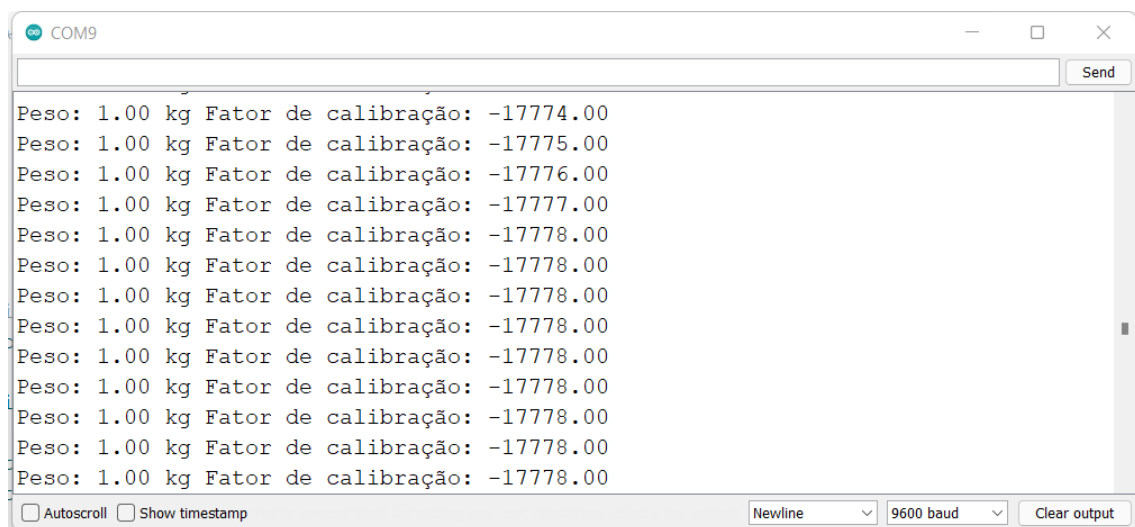 COM9
Send
Peso: 1.00 kg Fator de calibração: -17774.00
Peso: 1.00 kg Fator de calibração: -17775.00
Peso: 1.00 kg Fator de calibração: -17776.00
Peso: 1.00 kg Fator de calibração: -17777.00
Peso: 1.00 kg Fator de calibração: -17778.00
Peso: 1.00 kg Fator de calibração: -17778.00
Peso: 1.00 kg Fator de calibração: -17778.00
Peso: 1.00 kg Fator de calibração: -17778.00
Peso: 1.00 kg Fator de calibração: -17778.00
Peso: 1.00 kg Fator de calibração: -17778.00
Peso: 1.00 kg Fator de calibração: -17778.00
Peso: 1.00 kg Fator de calibração: -17778.00
Peso: 1.00 kg Fator de calibração: -17778.00
Autoscroll Show timestamp Newline 9600 baud Clear output